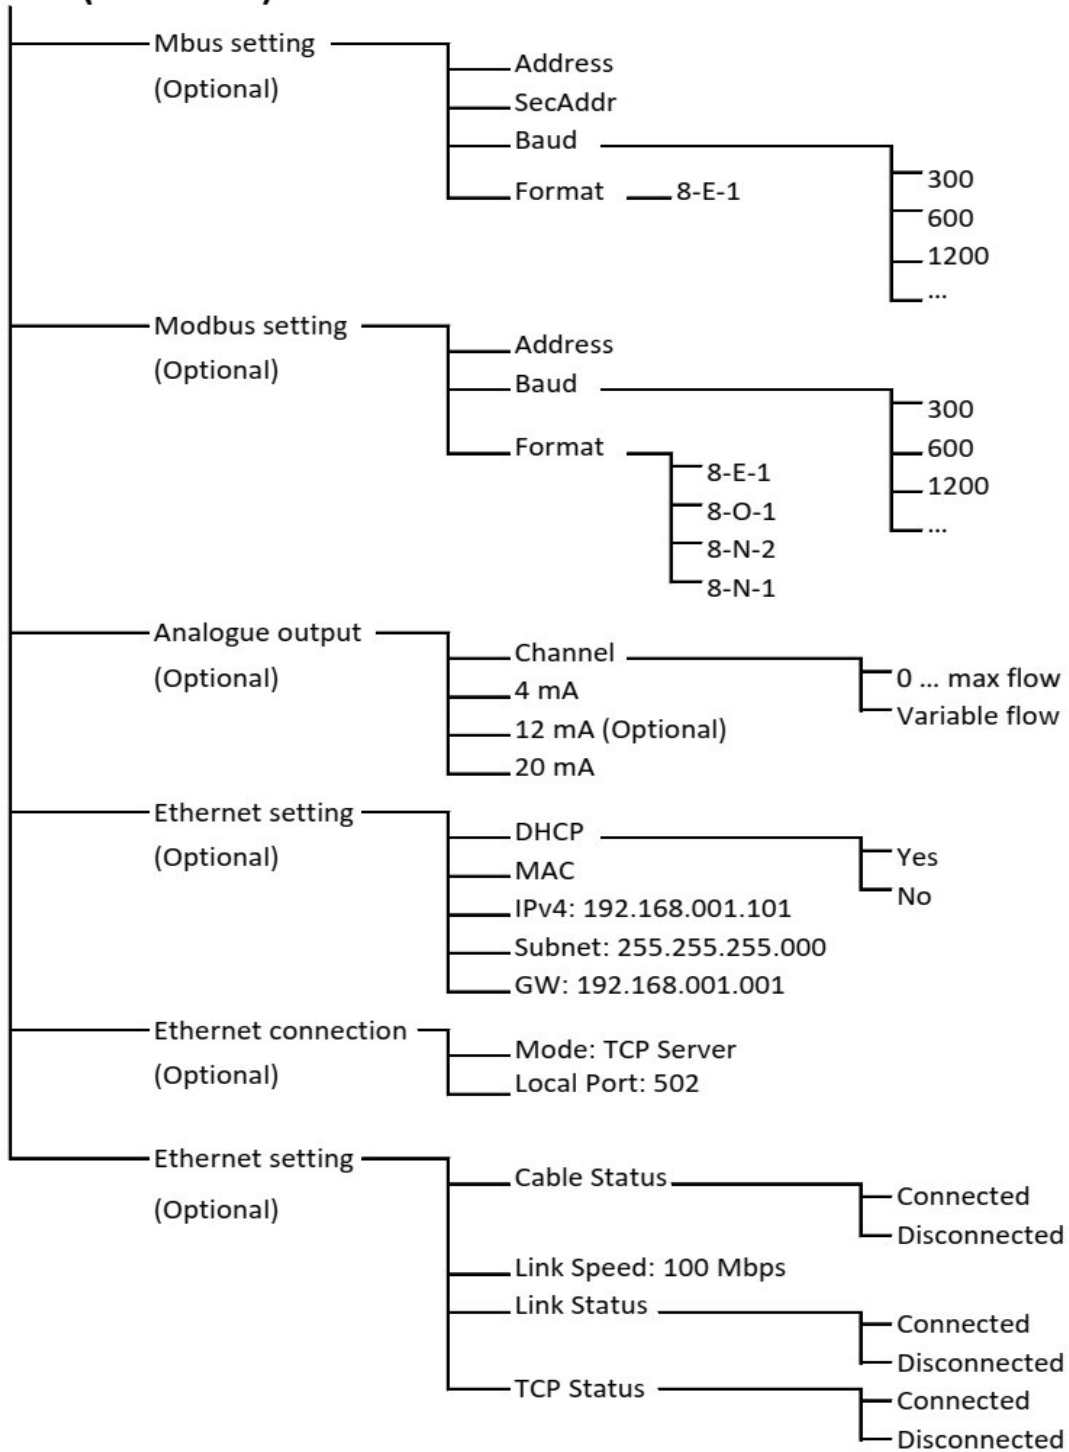 Mbus setting
(Optional)
Address
SecAddr
Baud
300
600
1200
...
Format
8-E-1
Modbus setting
(Optional)
Address
Baud
300
600
1200
...
Format
8-E-1
8-O-1
8-N-2
8-N-1
Analogue output
(Optional)
Channel
0 ... max flow
Variable flow
4 mA
12 mA (Optional)
20 mA
Ethernet setting
(Optional)
DHCP
Yes
No
MAC
IPv4: 192.168.001.101
Subnet: 255.255.255.000
GW: 192.168.001.001
Ethernet connection
(Optional)
Mode: TCP Server
Local Port: 502
Ethernet setting
(Optional)
Cable Status
Connected
Disconnected
Link Speed: 100 Mbps
Link Status
Connected
Disconnected
TCP Status
Connected
Disconnected